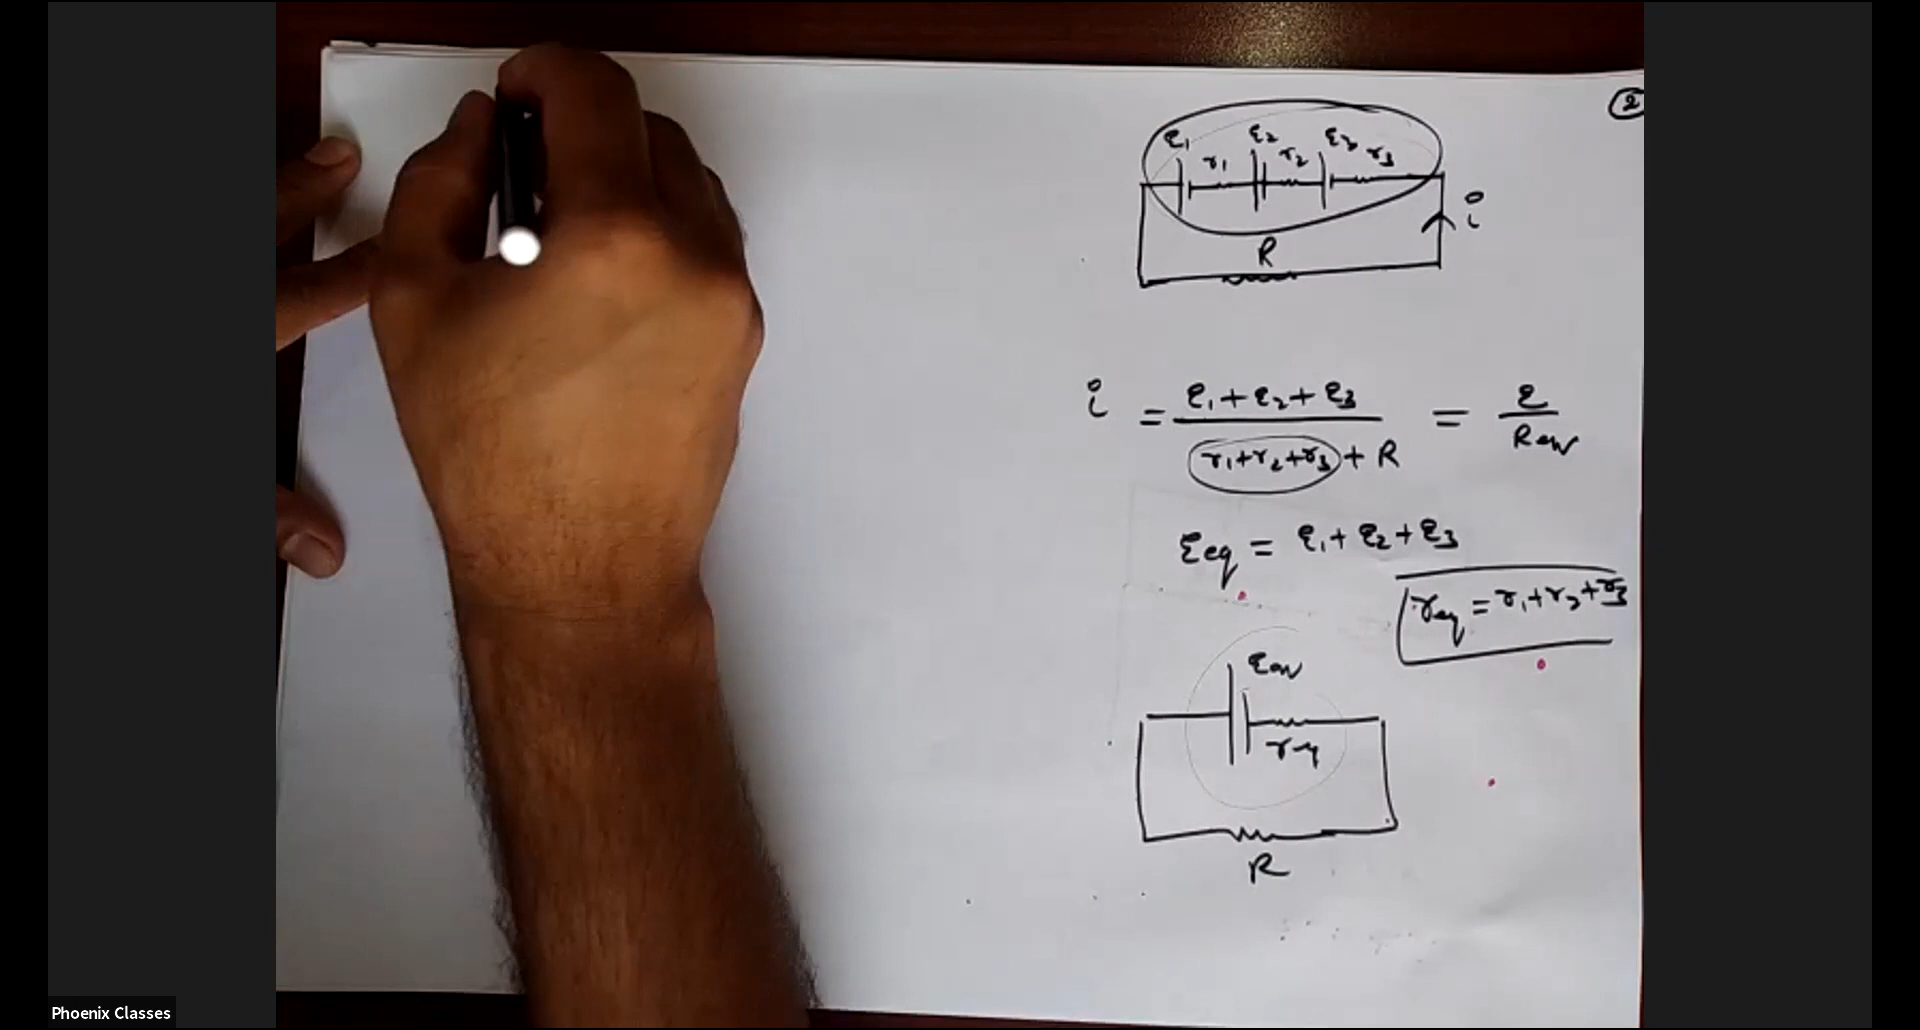 ②
ε₁ ε₂ ε₃
r₁ r₂ r₃
i
R
i = ε₁+ε₂+ε₃ / r₁+r₂+r₃ + R = ε / Req
εeq = ε₁+ε₂+ε₃
req = r₁+r₂+r₃
εeq
req
R
Phoenix Classes